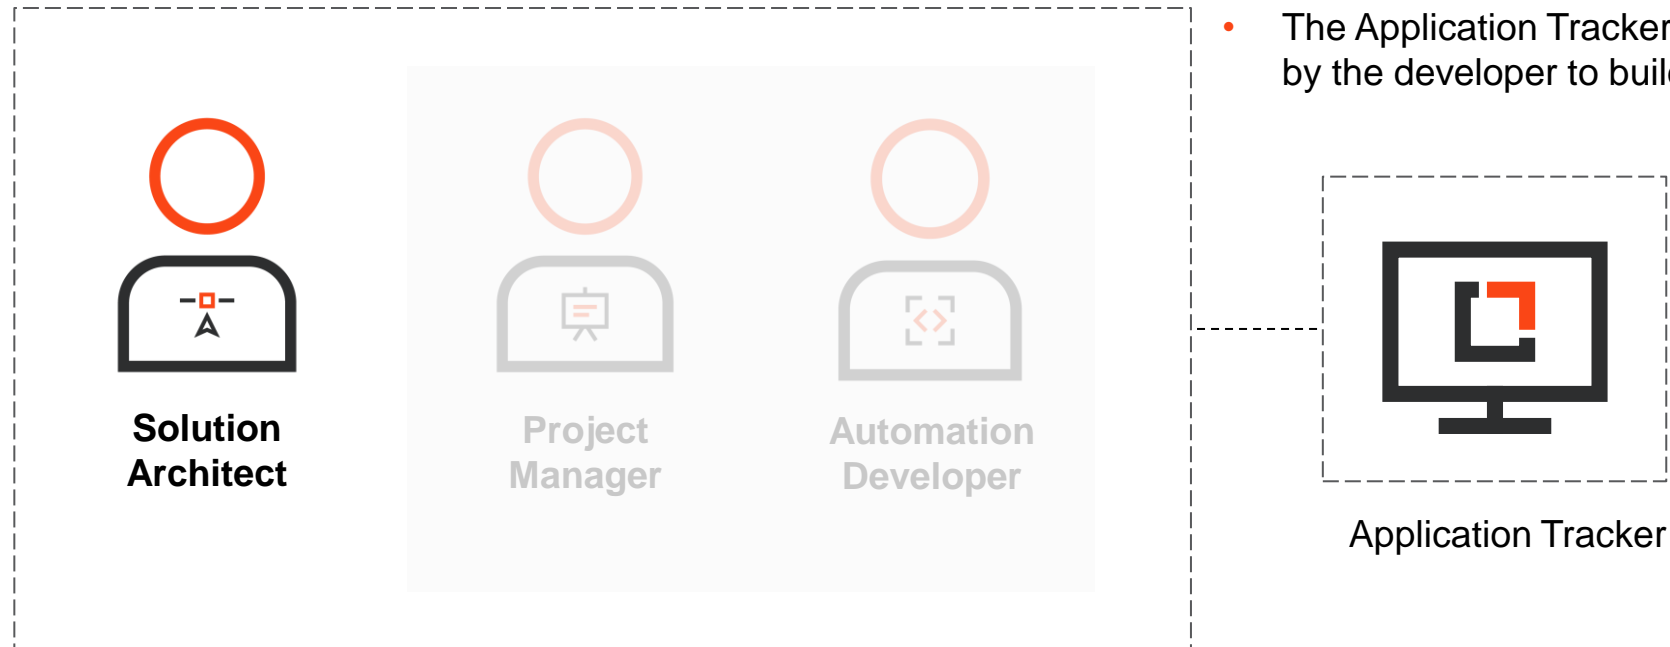 • The Application Tracker
by the developer to buil
Solution
Architect
Project
Manager
Automation
Developer
Application Tracker